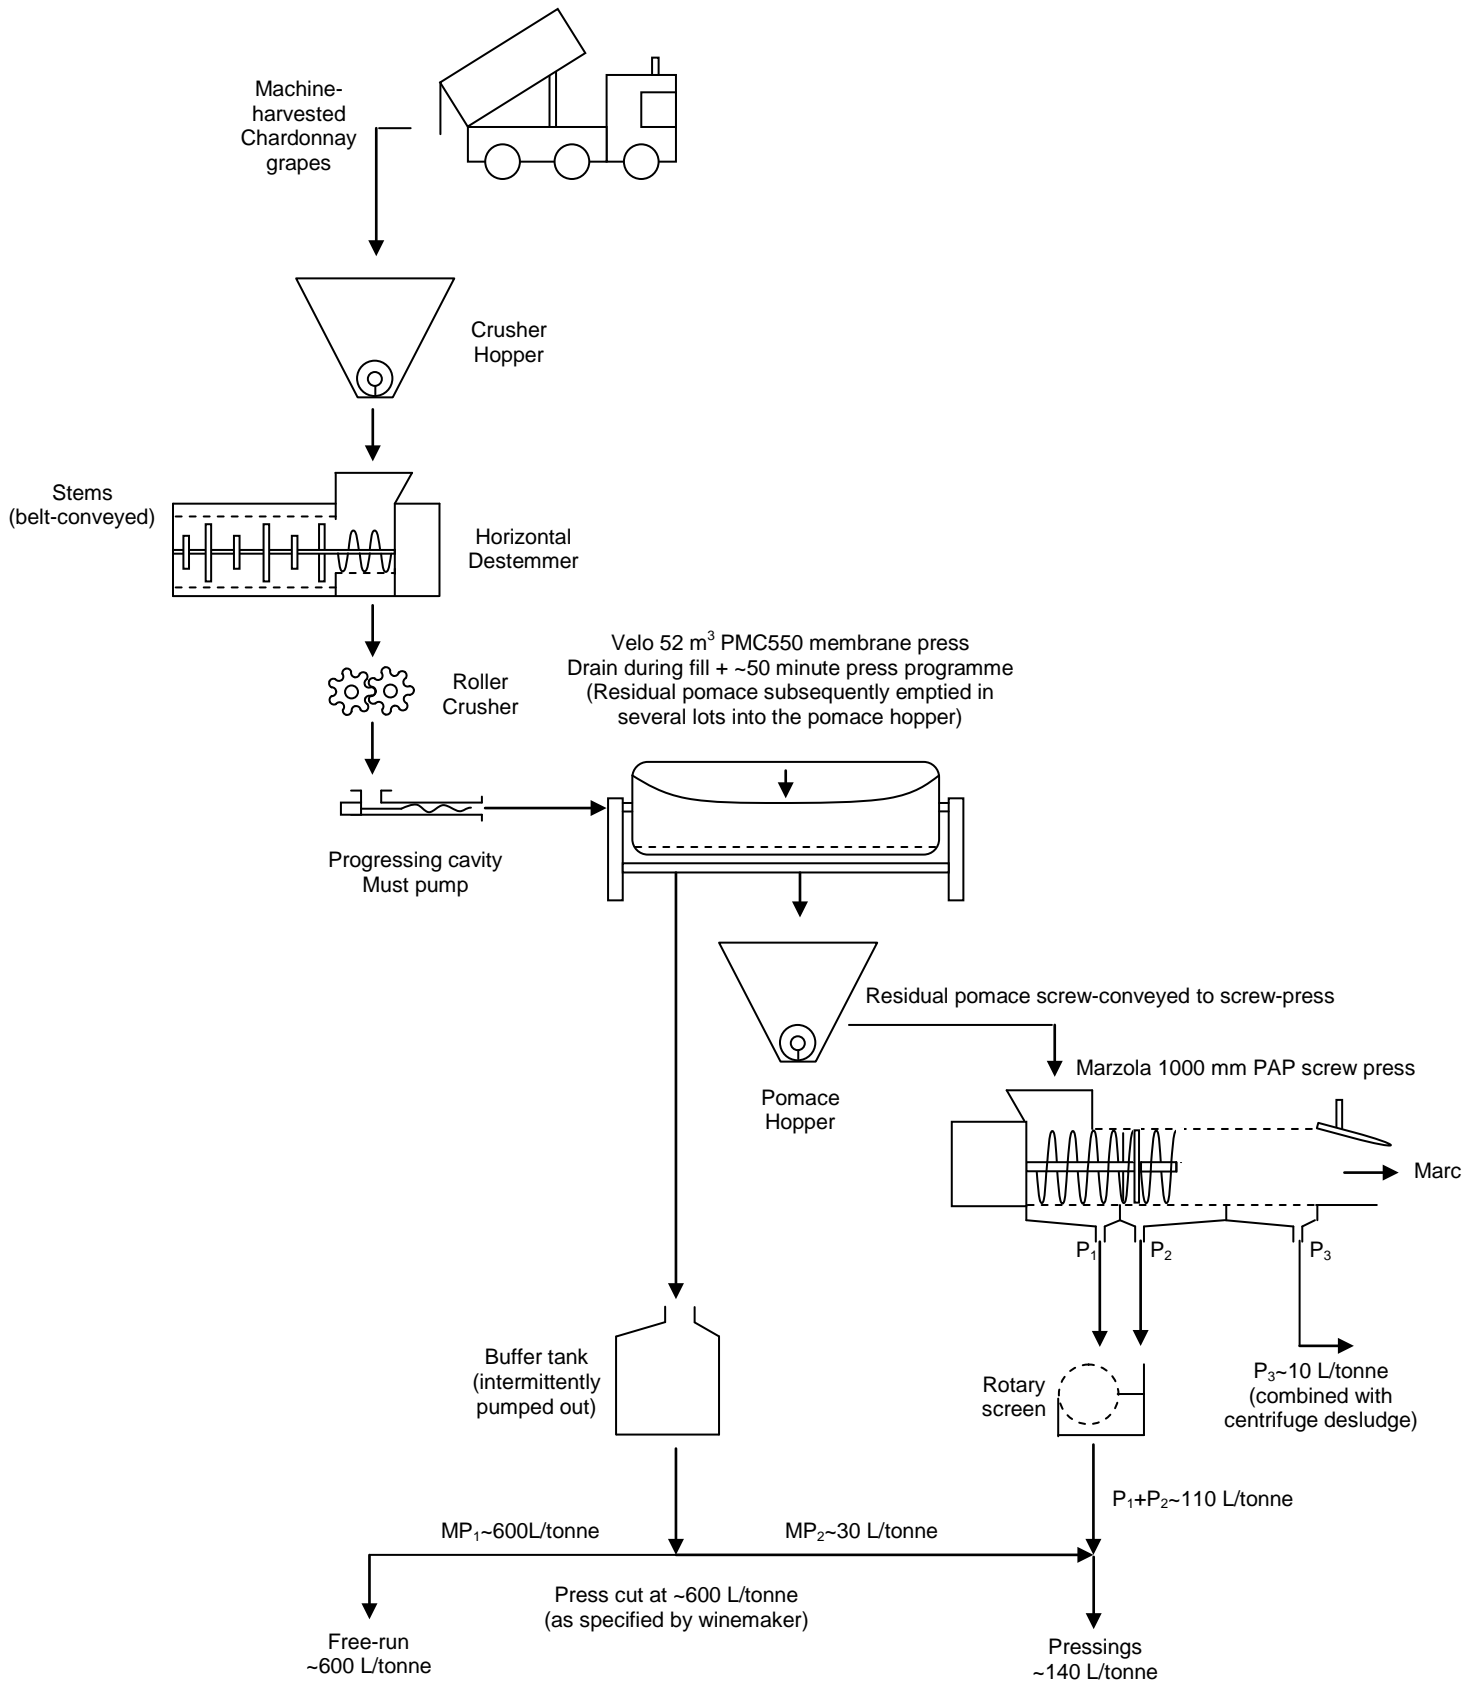 Machine-
harvested
Chardonnay
grapes
Crusher
Hopper
Stems
(belt-conveyed)
Horizontal
Destemmer
Velo 52 m³ PMC550 membrane press
Drain during fill + ~50 minute press programme
(Residual pomace subsequently emptied in
several lots into the pomace hopper)
Roller
Crusher
Progressing cavity
Must pump
Residual pomace screw-conveyed to screw-press
Marzola 1000 mm PAP screw press
Pomace
Hopper
Marc
P₁
P₂
P₃
Buffer tank
(intermittently
pumped out)
Rotary
screen
P₃~10 L/tonne
(combined with
centrifuge desludge)
P₁+P₂~110 L/tonne
MP₁~600L/tonne
MP₂~30 L/tonne
Press cut at ~600 L/tonne
(as specified by winemaker)
Free-run
~600 L/tonne
Pressings
~140 L/tonne